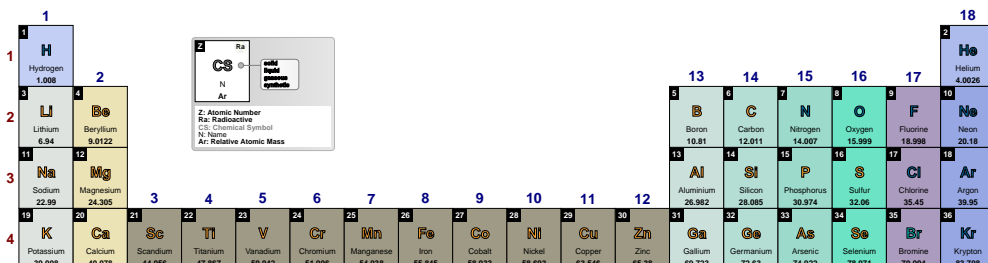 1 18
1 H Hydrogen 1.008
2 He Helium 4.0026
Z Ra
CS
N
Ar
solid
liquid
gaseous
synthetic
Z: Atomic Number
Ra: Radioactive
CS: Chemical Symbol
N: Name
Ar: Relative Atomic Mass
1
2 13 14 15 16 17
3 Li Lithium 6.94
4 Be Beryllium 9.0122
5 B Boron 10.81
6 C Carbon 12.011
7 N Nitrogen 14.007
8 O Oxygen 15.999
9 F Fluorine 18.998
10 Ne Neon 20.18
2
11 Na Sodium 22.99
12 Mg Magnesium 24.305
13 Al Aluminium 26.982
14 Si Silicon 28.085
15 P Phosphorus 30.974
16 S Sulfur 32.06
17 Cl Chlorine 35.45
18 Ar Argon 39.95
3
3 4 5 6 7 8 9 10 11 12
4
19 K Potassium
20 Ca Calcium
21 Sc Scandium
22 Ti Titanium
23 V Vanadium
24 Cr Chromium
25 Mn Manganese
26 Fe Iron
27 Co Cobalt
28 Ni Nickel
29 Cu Copper
30 Zn Zinc
31 Ga Gallium
32 Ge Germanium
33 As Arsenic
34 Se Selenium
35 Br Bromine
36 Kr Krypton